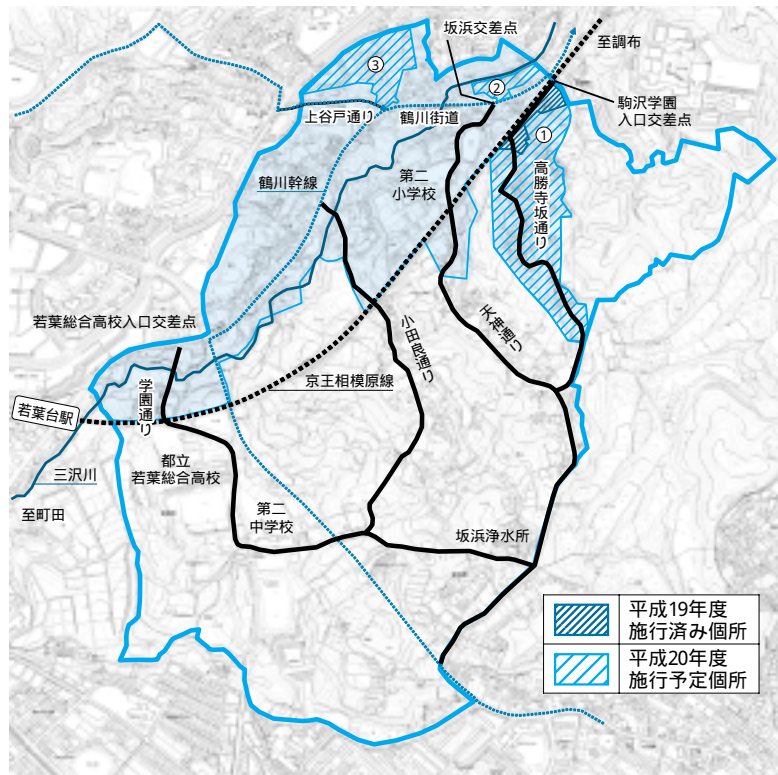 坂浜交差点
至調布
③
②
駒沢学園
入口交差点
上谷戸通り
鶴川街道
①
高勝寺坂通り
第二
小学校
鶴川幹線
若葉総合高校入口交差点
小田良通り
天神通り
京王相模原線
学園通り
若葉台駅
都立
若葉総合高校
三沢川
至町田
第二
中学校
坂浜浄水所
平成19年度
施行済み個所
平成20年度
施行予定個所